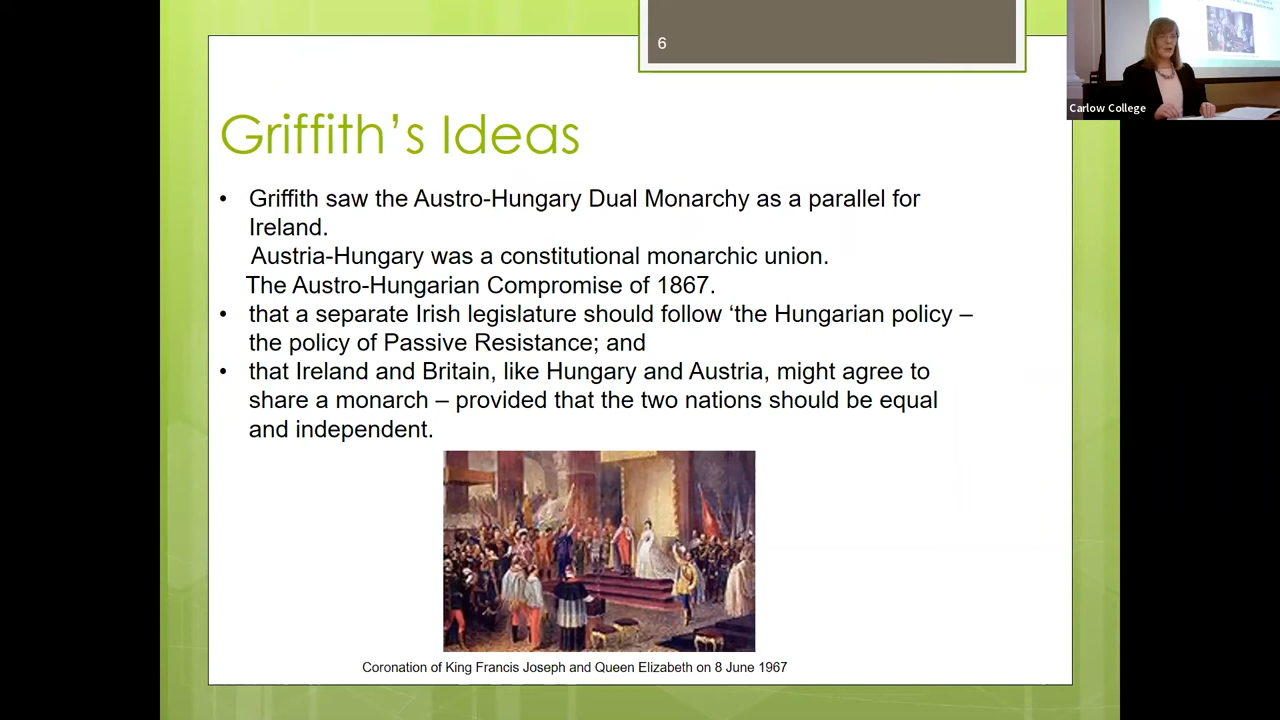 6
Carlow College
Griffith's Ideas
• Griffith saw the Austro-Hungary Dual Monarchy as a parallel for
Ireland.
Austria-Hungary was a constitutional monarchic union.
The Austro-Hungarian Compromise of 1867.
• that a separate Irish legislature should follow ‘the Hungarian policy –
the policy of Passive Resistance; and
• that Ireland and Britain, like Hungary and Austria, might agree to
share a monarch – provided that the two nations should be equal
and independent.
Coronation of King Francis Joseph and Queen Elizabeth on 8 June 1967